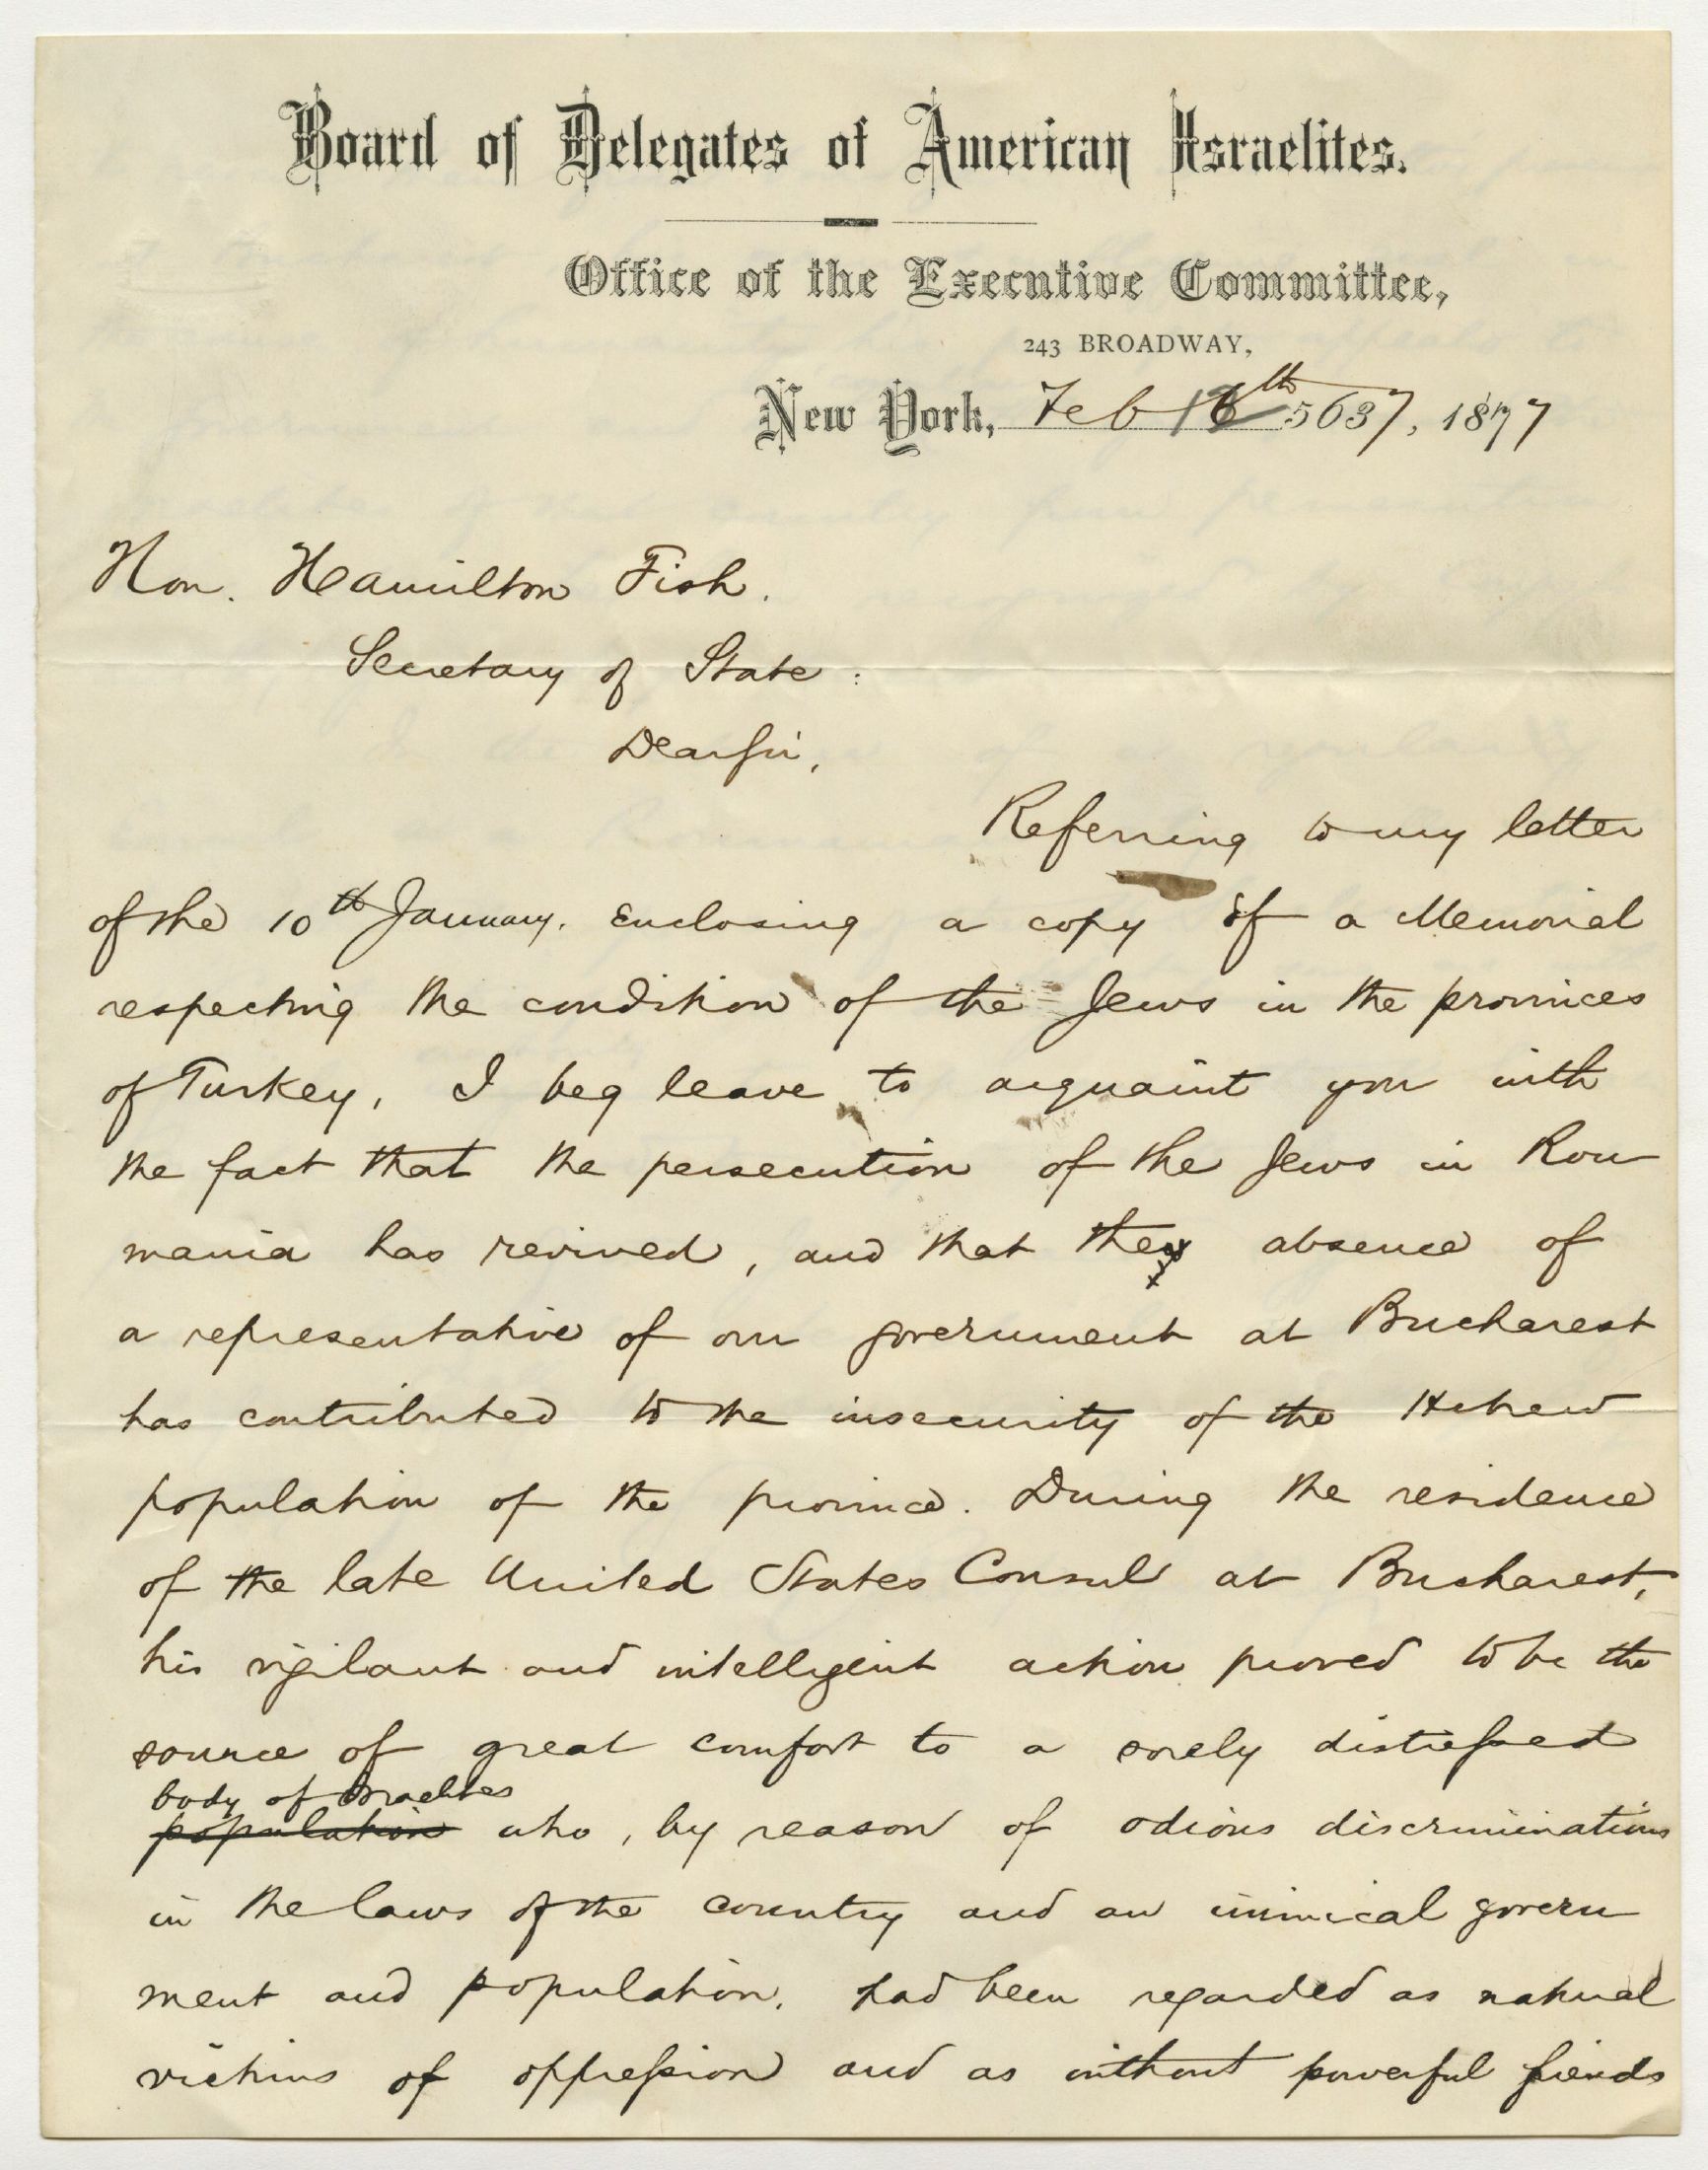 Board of Delegates of American Israelites.
Office of the Executive Committee,
243 BROADWAY,
New York, Feb 16th 5637, 1877
Hon. Hamilton Fish.
Secretary of State:
Dear Sir,
Referring to my letter
of the 10th January. enclosing a copy of a Memorial
respecting the condition of the Jews in the provinces
of Turkey, I beg leave to acquaint you with
the fact that the persecution of the Jews in Rou
mania has revived, and that the absence of
a representative of our government at Bucharest
has contributed to the insecurity of the Hebrew
population of the province. During the residence
of the late United States Consul at Bucharest,
his vigilant and intelligent action proved to be the
source of great comfort to a sorely distressed
body of Israelites
population who, by reason of odious discriminations
in the laws of the country and an inimical govern
ment and population, had been regarded as natural
victims of oppression and as without powerful friends